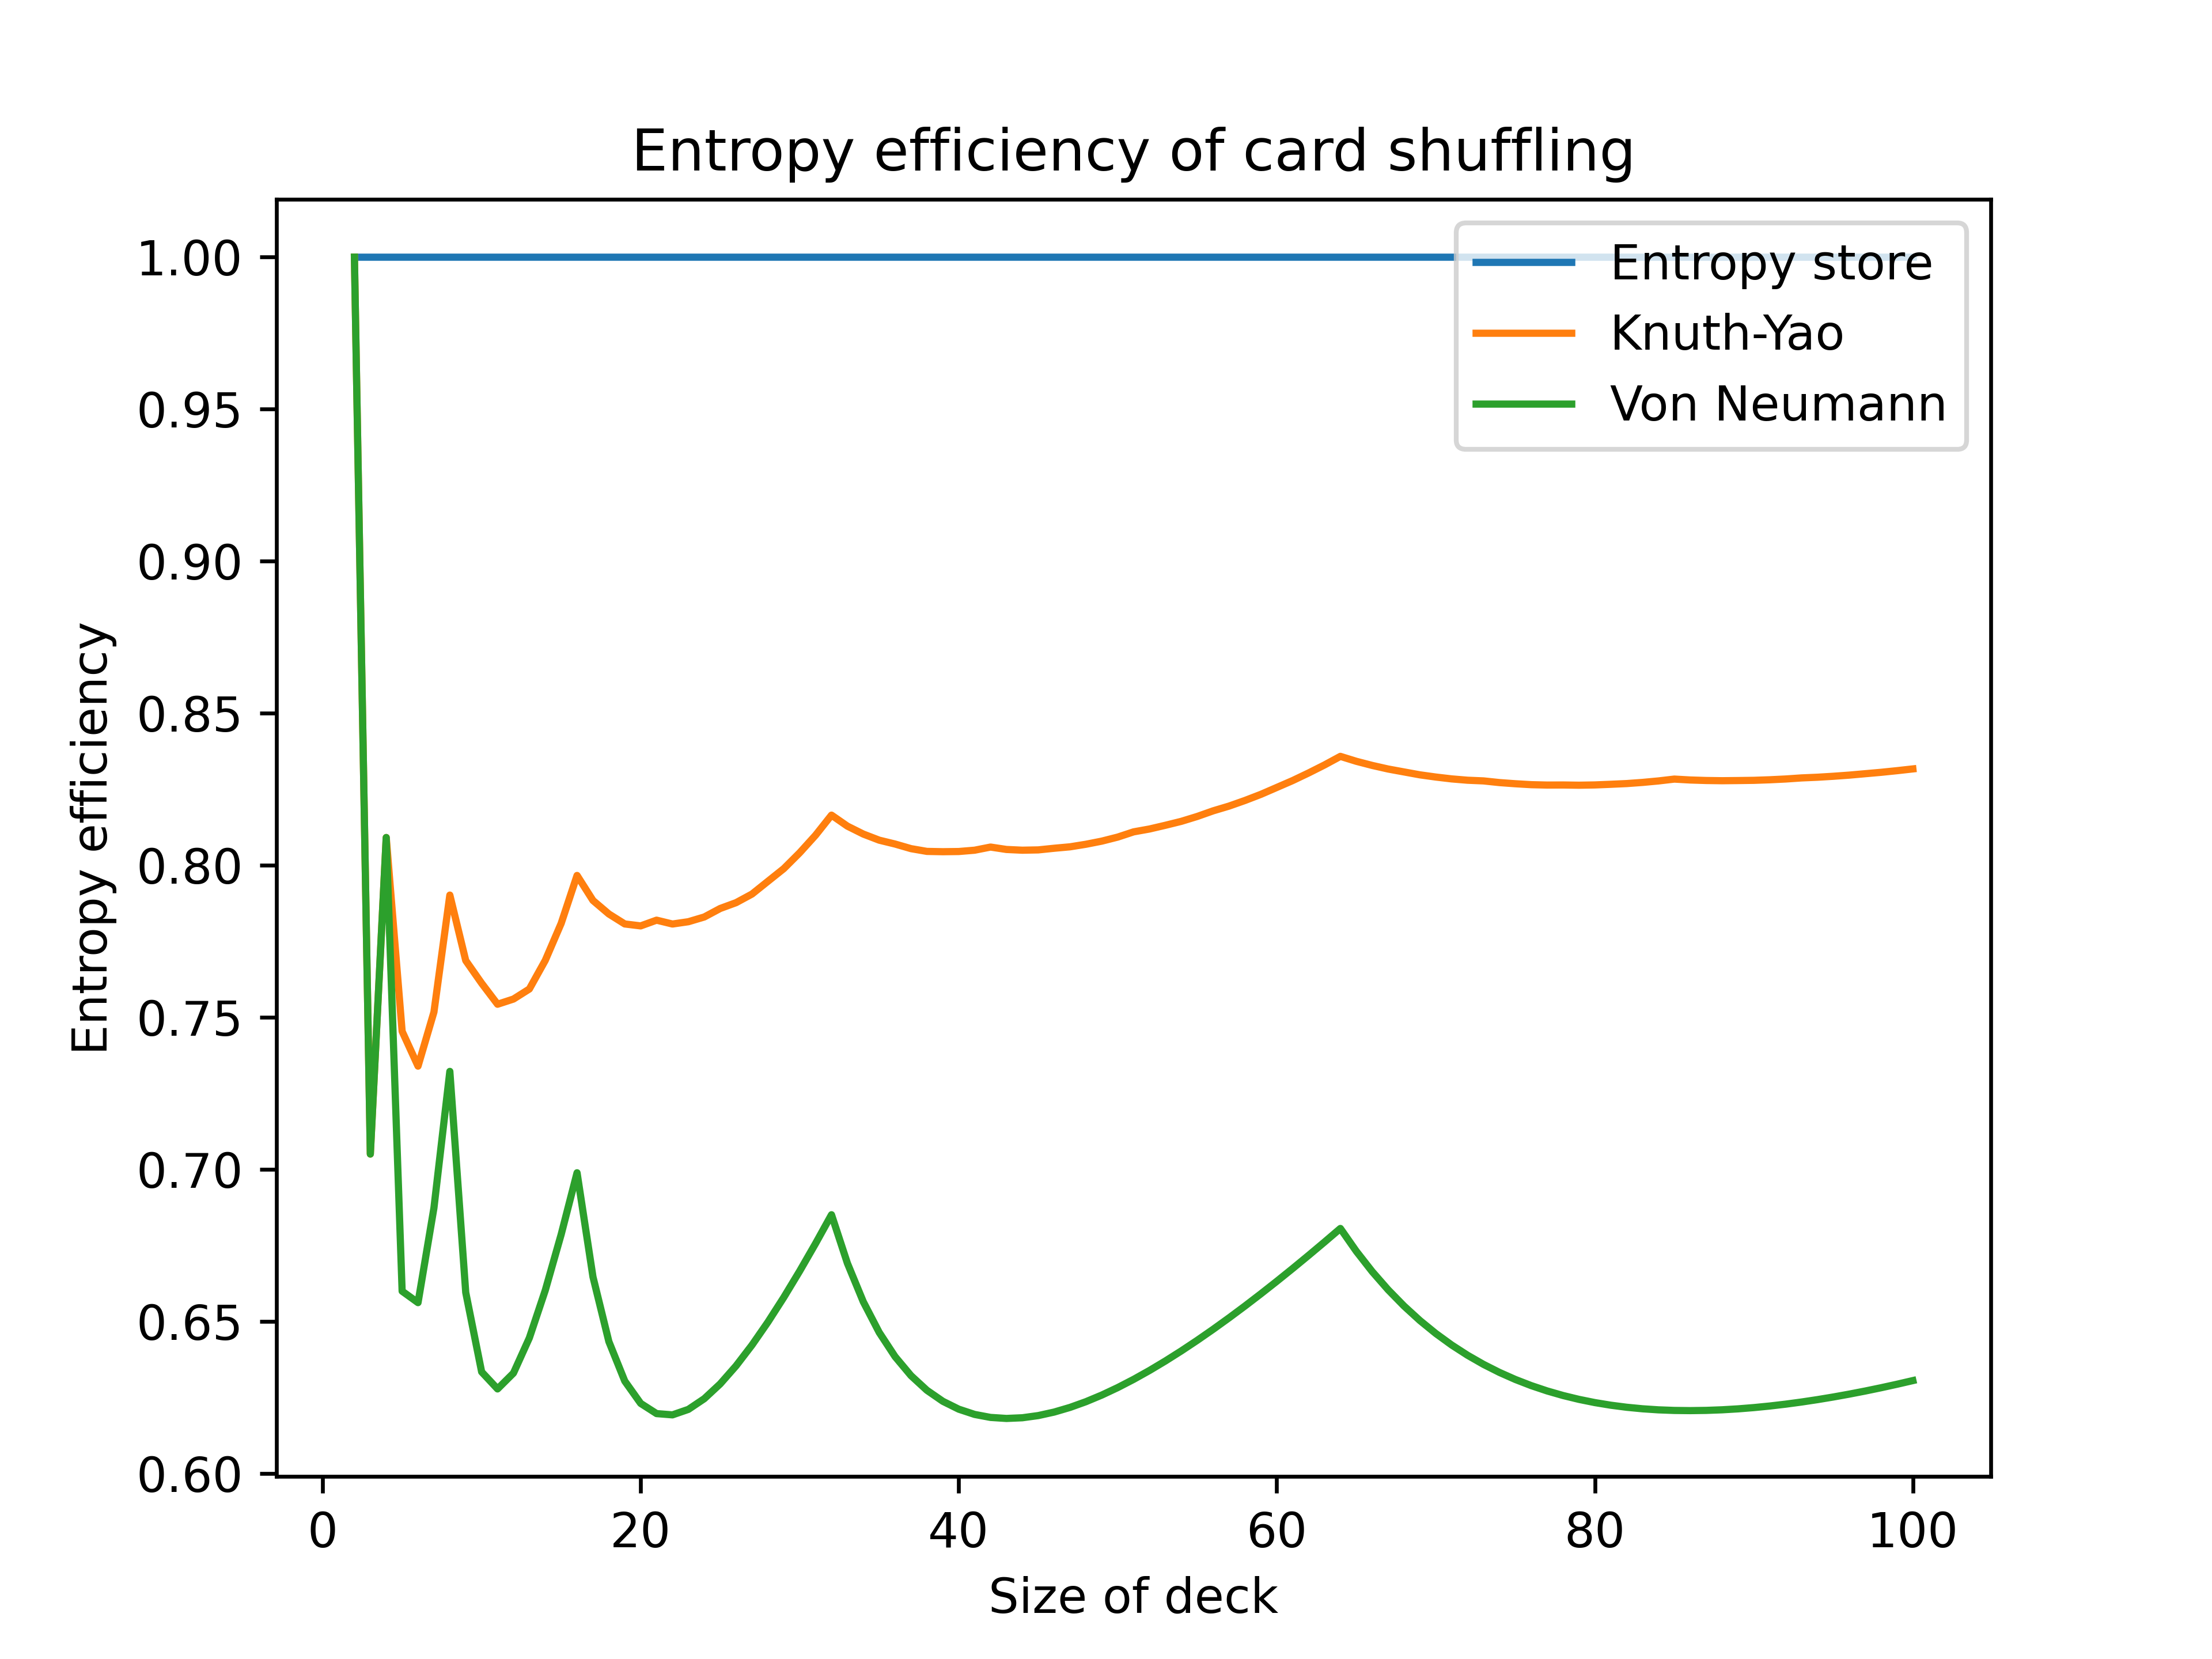 Entropy efficiency of card shuffling
Entropy store
Knuth-Yao
Von Neumann
Entropy efficiency
1.00
0.95
0.90
0.85
0.80
0.75
0.70
0.65
0.60
0 20 40 60 80 100
Size of deck